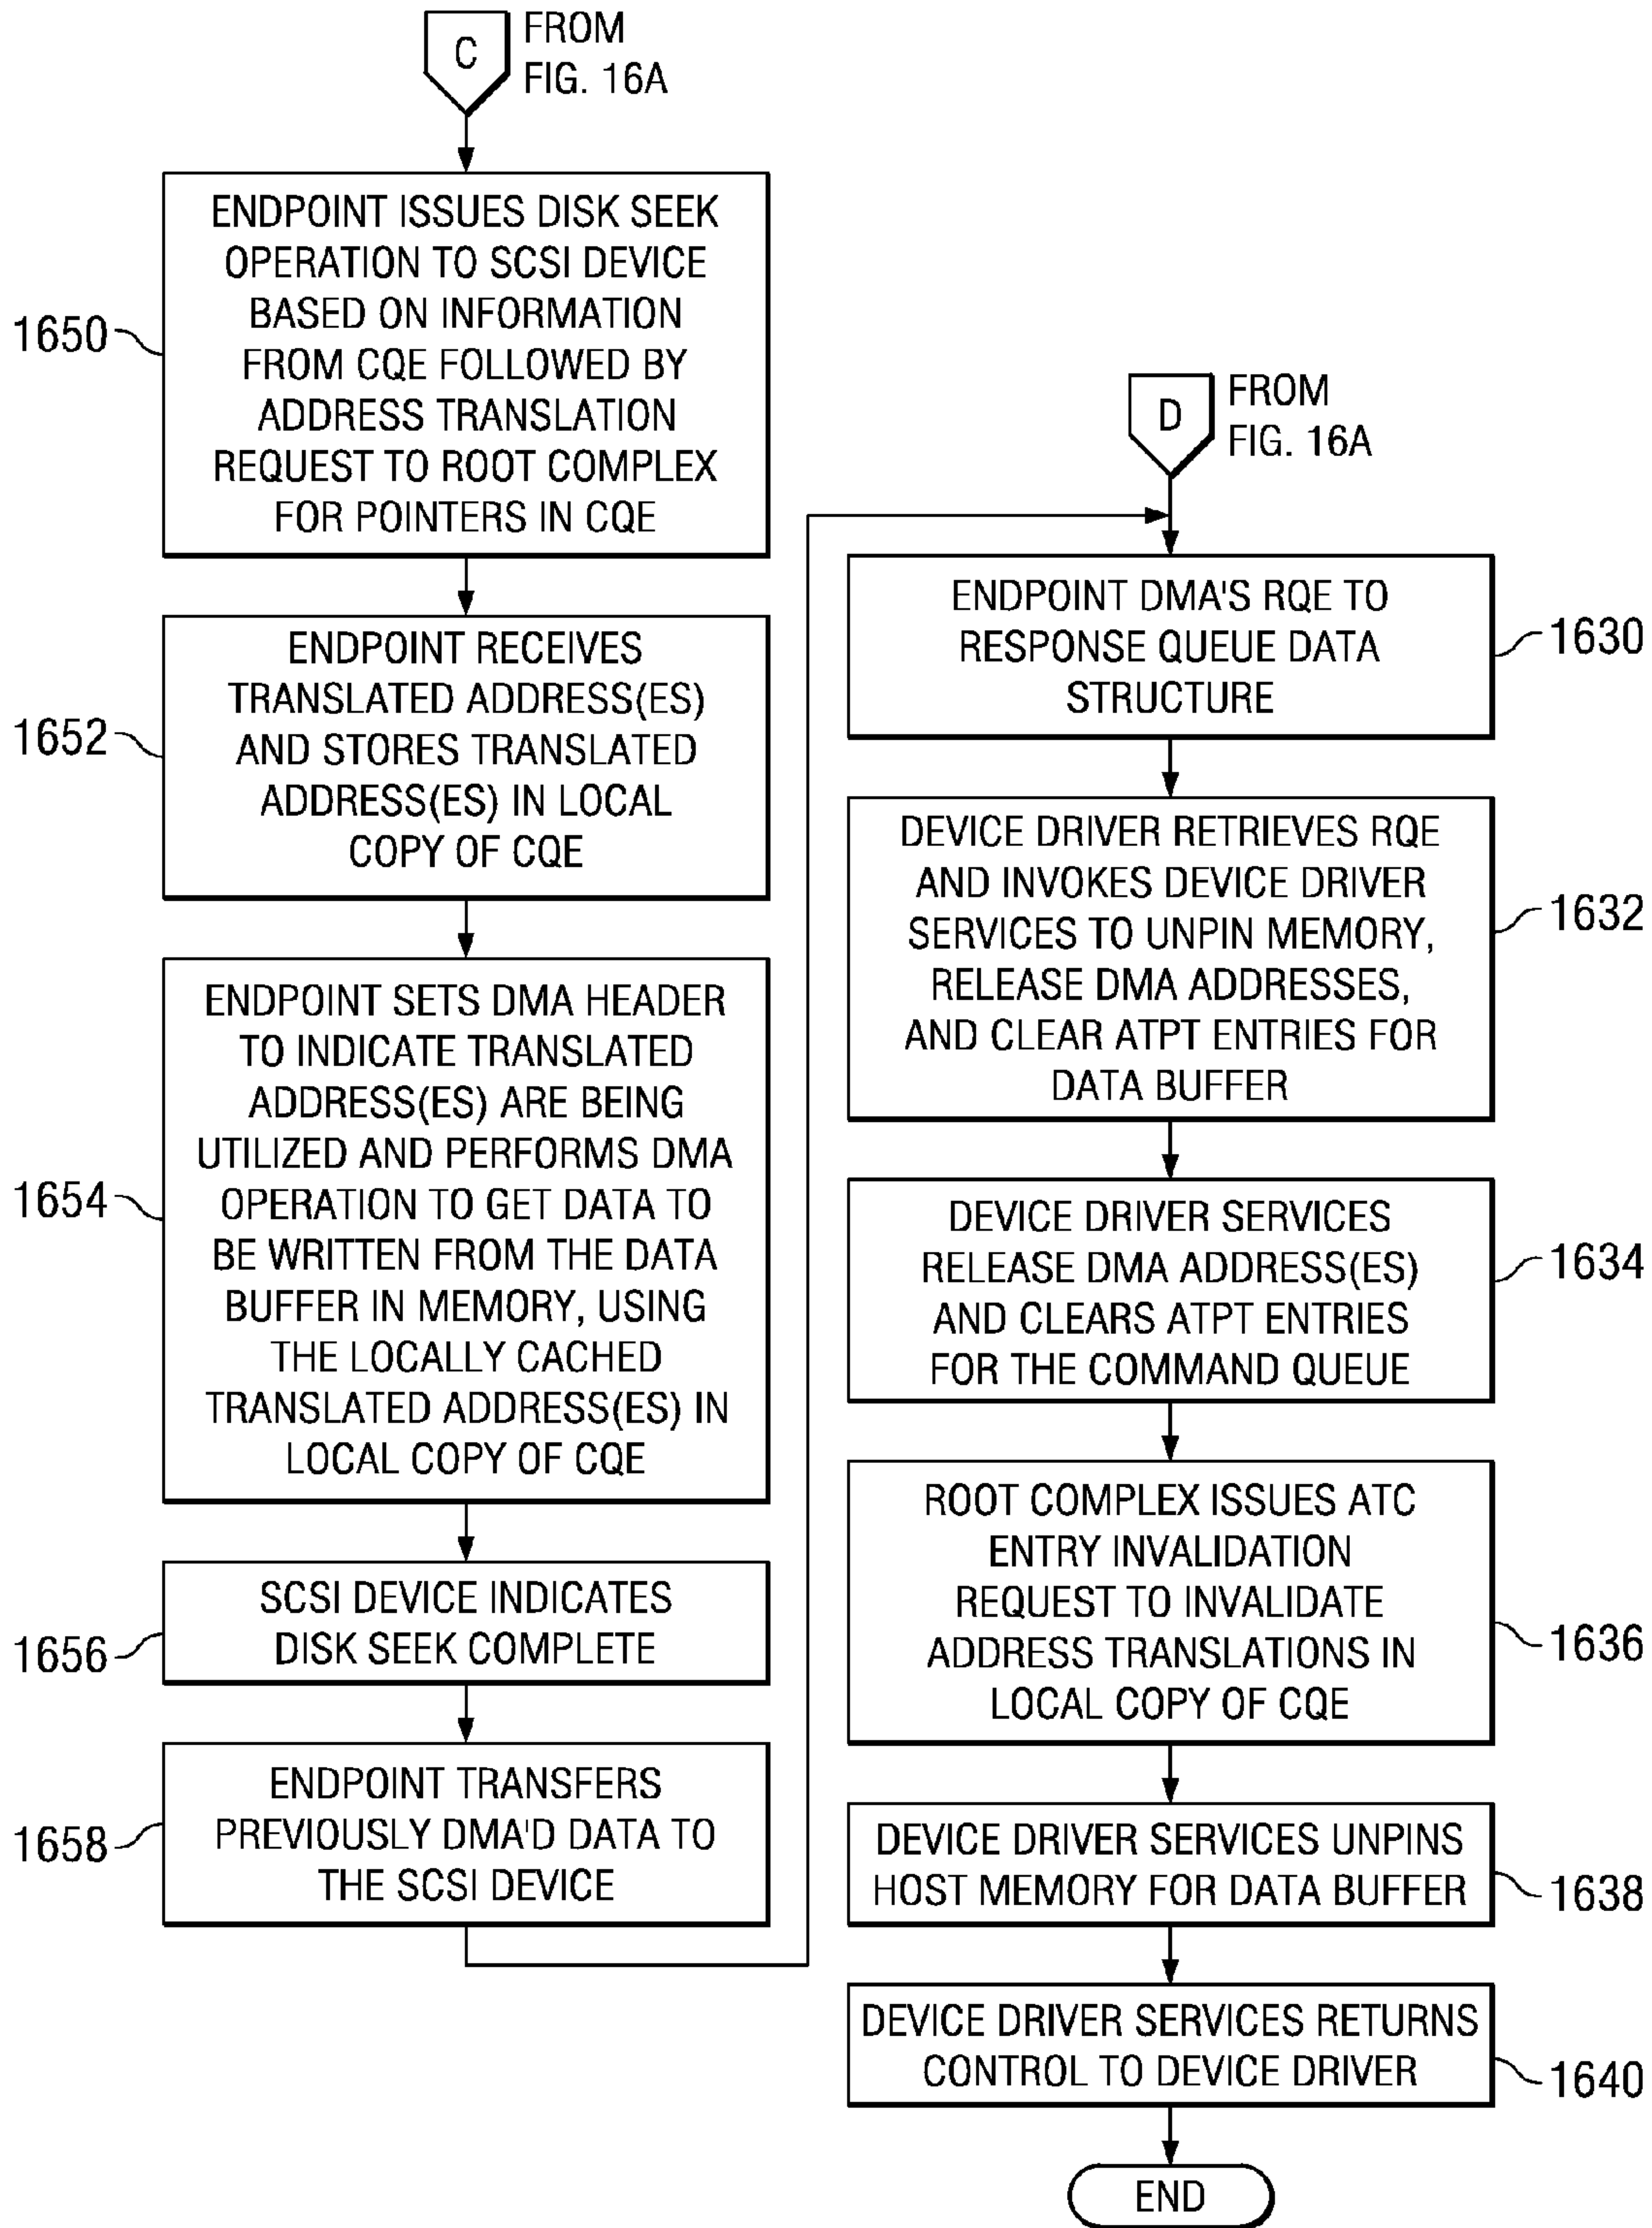 C
FROM
FIG. 16A
1650
ENDPOINT ISSUES DISK SEEK
OPERATION TO SCSI DEVICE
BASED ON INFORMATION
FROM CQE FOLLOWED BY
ADDRESS TRANSLATION
REQUEST TO ROOT COMPLEX
FOR POINTERS IN CQE
1652
ENDPOINT RECEIVES
TRANSLATED ADDRESS(ES)
AND STORES TRANSLATED
ADDRESS(ES) IN LOCAL
COPY OF CQE
1654
ENDPOINT SETS DMA HEADER
TO INDICATE TRANSLATED
ADDRESS(ES) ARE BEING
UTILIZED AND PERFORMS DMA
OPERATION TO GET DATA TO
BE WRITTEN FROM THE DATA
BUFFER IN MEMORY, USING
THE LOCALLY CACHED
TRANSLATED ADDRESS(ES) IN
LOCAL COPY OF CQE
1656
SCSI DEVICE INDICATES
DISK SEEK COMPLETE
1658
ENDPOINT TRANSFERS
PREVIOUSLY DMA'D DATA TO
THE SCSI DEVICE
D
FROM
FIG. 16A
ENDPOINT DMA'S RQE TO
RESPONSE QUEUE DATA
STRUCTURE
1630
DEVICE DRIVER RETRIEVES RQE
AND INVOKES DEVICE DRIVER
SERVICES TO UNPIN MEMORY,
RELEASE DMA ADDRESSES,
AND CLEAR ATPT ENTRIES FOR
DATA BUFFER
1632
DEVICE DRIVER SERVICES
RELEASE DMA ADDRESS(ES)
AND CLEARS ATPT ENTRIES
FOR THE COMMAND QUEUE
1634
ROOT COMPLEX ISSUES ATC
ENTRY INVALIDATION
REQUEST TO INVALIDATE
ADDRESS TRANSLATIONS IN
LOCAL COPY OF CQE
1636
DEVICE DRIVER SERVICES UNPINS
HOST MEMORY FOR DATA BUFFER
1638
DEVICE DRIVER SERVICES RETURNS
CONTROL TO DEVICE DRIVER
1640
END